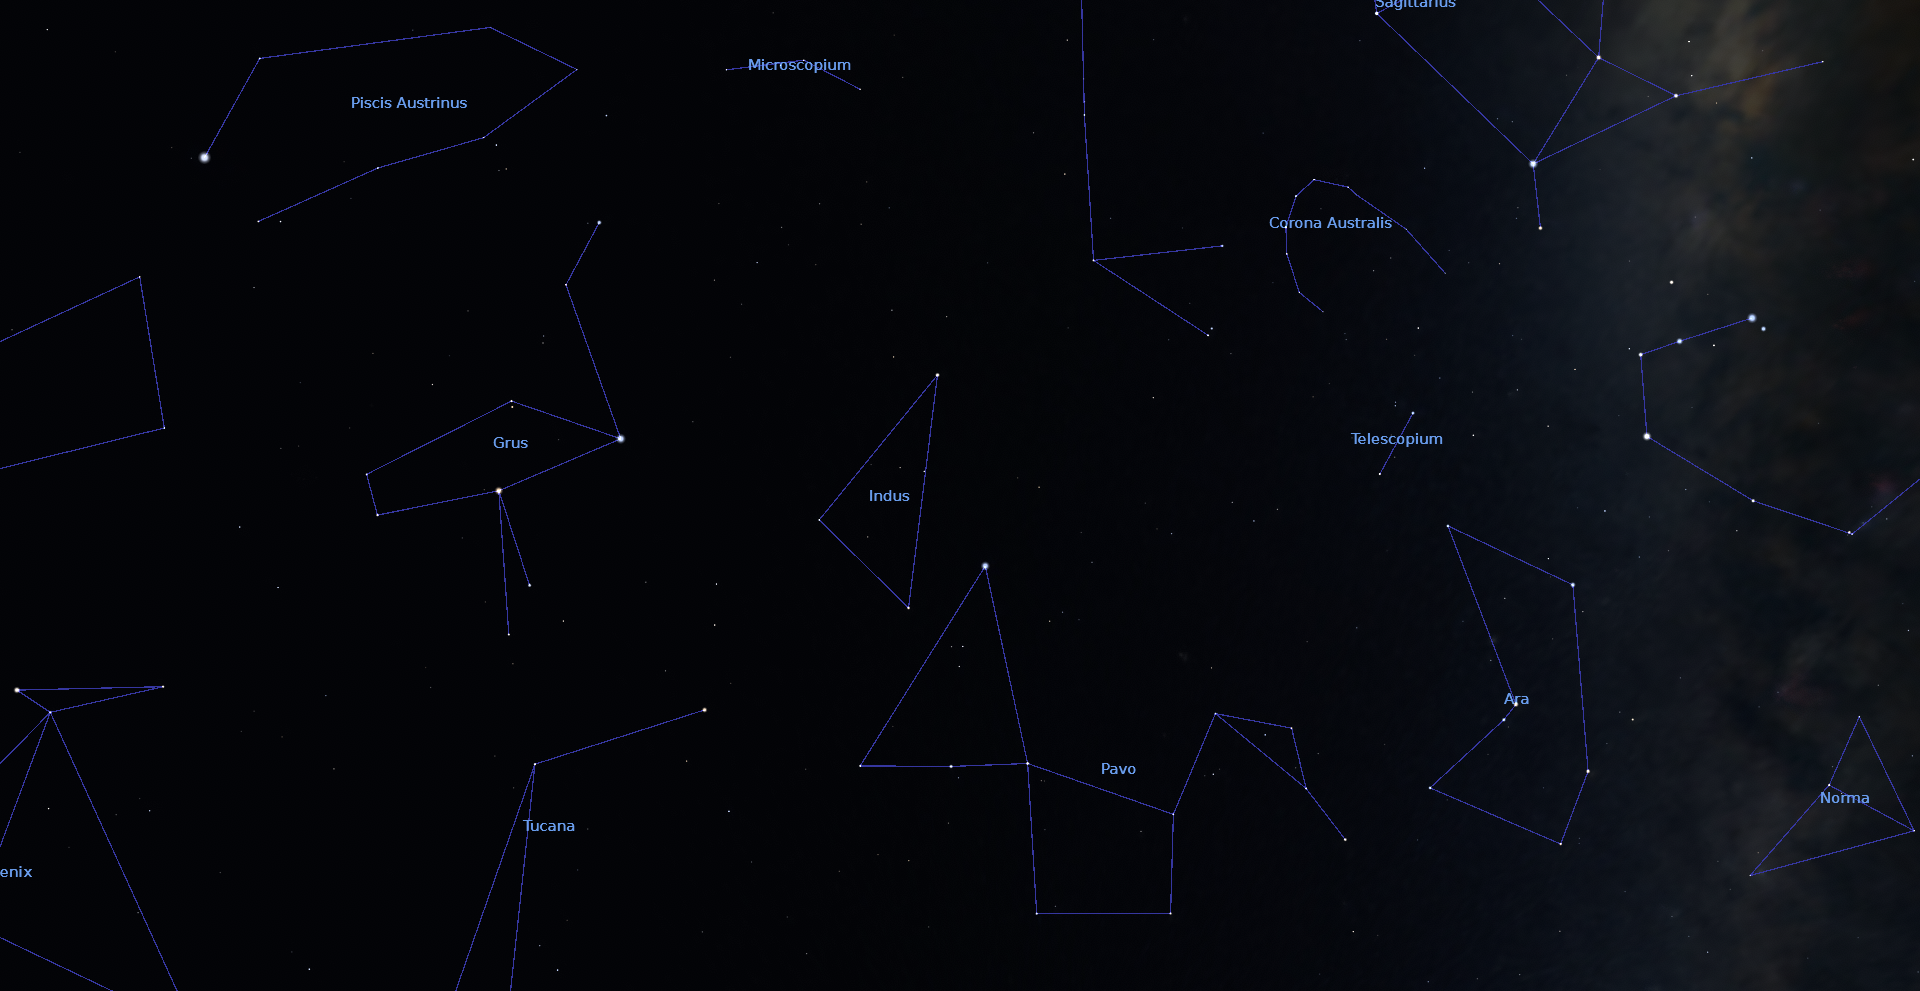 Sagittarius
Microscopium
Piscis Austrinus
Corona Australis
Telescopium
Grus
Indus
Ara
Pavo
Norma
Tucana
enix